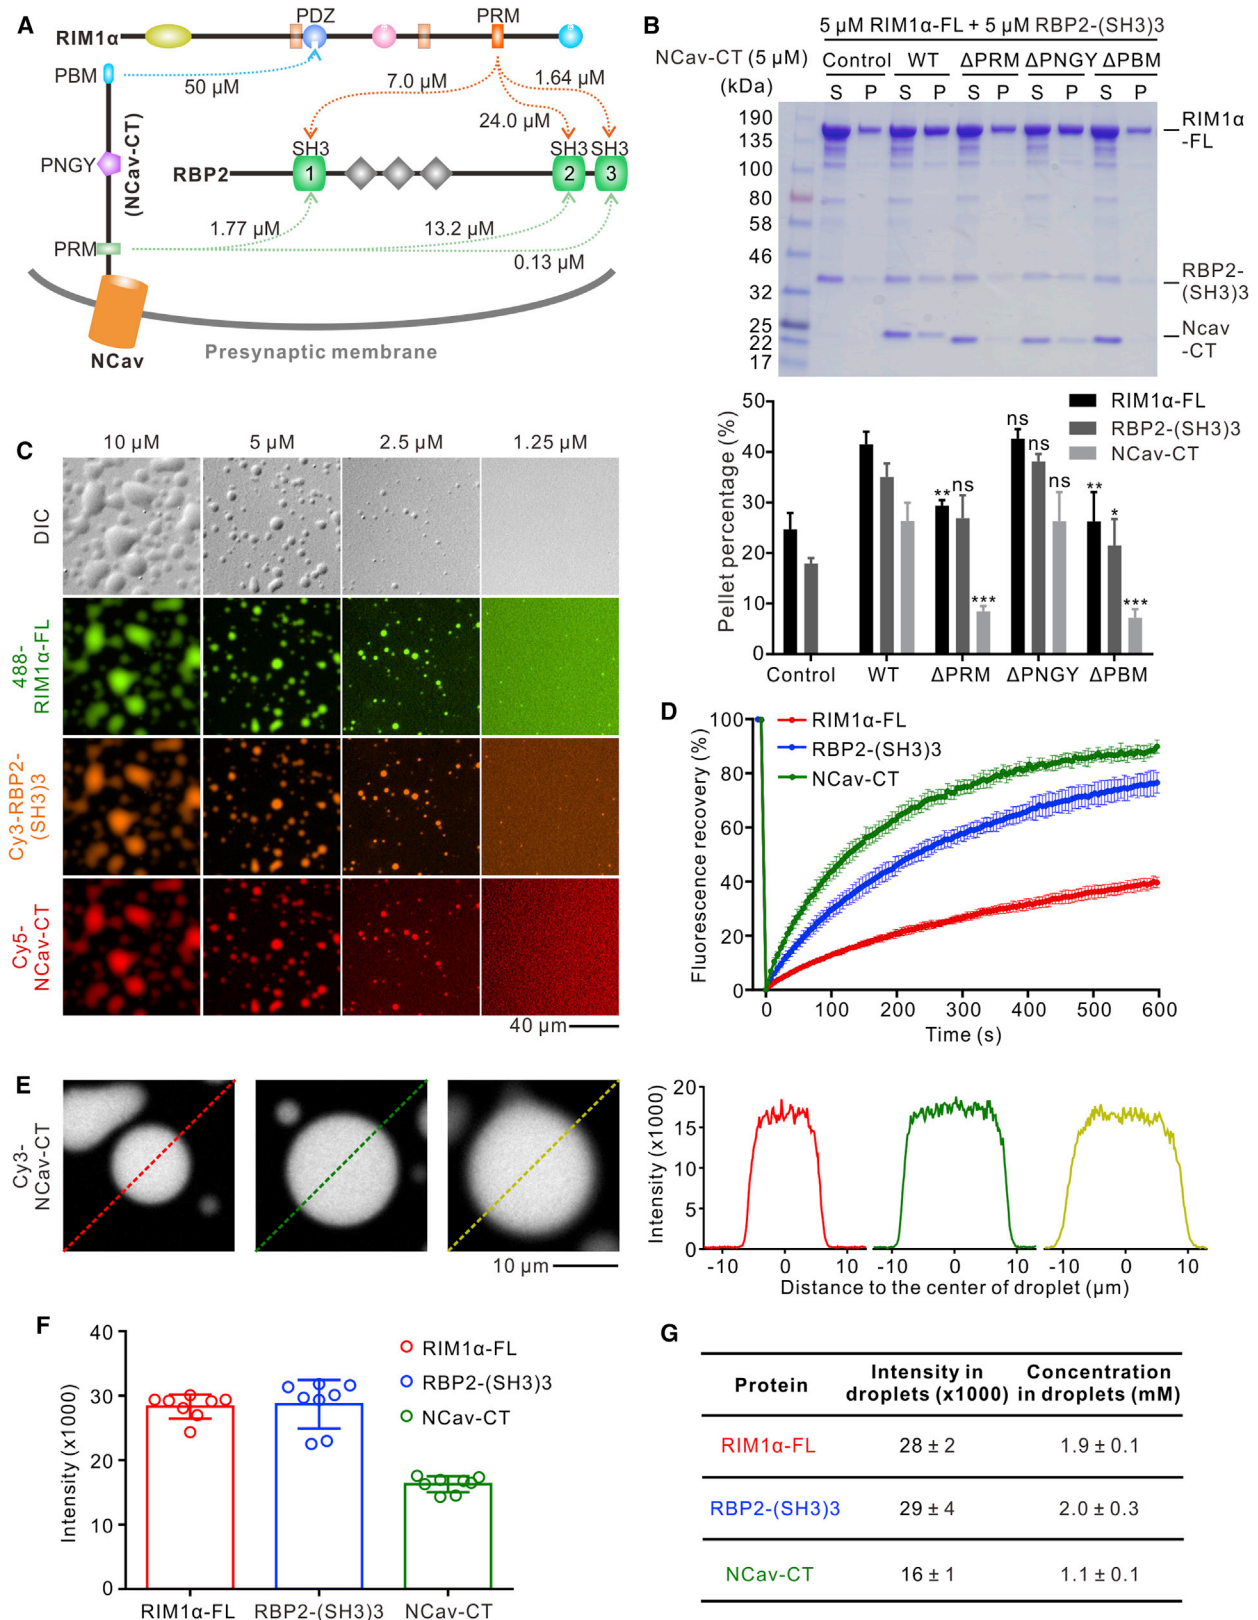 A
RIM1α
PDZ
PRM
PBM
50 µM
7.0 µM
1.64 µM
24.0 µM
PNGY
(NCav-CT)
SH3
SH3
SH3
RBP2
1
2
3
1.77 µM
13.2 µM
0.13 µM
PRM
NCav
Presynaptic membrane
B
5 µM RIM1α-FL + 5 µM RBP2-(SH3)3
NCav-CT (5 µM)
Control
WT
ΔPRM
ΔPNGY
ΔPBM
(kDa)
S P S P S P S P S P
190
135
100
80
58
46
32
25
22
17
RIM1α
-FL
RBP2-
(SH3)3
Ncav
-CT
Pellet percentage (%)
50
40
30
20
10
0
RIM1α-FL
RBP2-(SH3)3
NCav-CT
** ns ***
ns ns ns
** * ***
Control
WT
ΔPRM
ΔPNGY
ΔPBM
C
10 µM
5 µM
2.5 µM
1.25 µM
DIC
488-
RIM1α-FL
Cy3-RBP2-
(SH3)3
Cy5-
NCav-CT
40 µm
D
Fluorescence recovery (%)
100
80
60
40
20
0
RIM1α-FL
RBP2-(SH3)3
NCav-CT
0 100 200 300 400 500 600
Time (s)
E
Cy3-
NCav-CT
10 µm
Intensity (x1000)
20
15
10
5
0
-10 0 10
-10 0 10
-10 0 10
Distance to the center of droplet (µm)
F
Intensity (x1000)
40
30
20
10
0
RIM1α-FL
RBP2-(SH3)3
NCav-CT
RIM1α-FL RBP2-(SH3)3 NCav-CT
G
Protein
Intensity in
droplets (x1000)
Concentration
in droplets (mM)
RIM1α-FL 28 ± 2 1.9 ± 0.1
RBP2-(SH3)3 29 ± 4 2.0 ± 0.3
NCav-CT 16 ± 1 1.1 ± 0.1